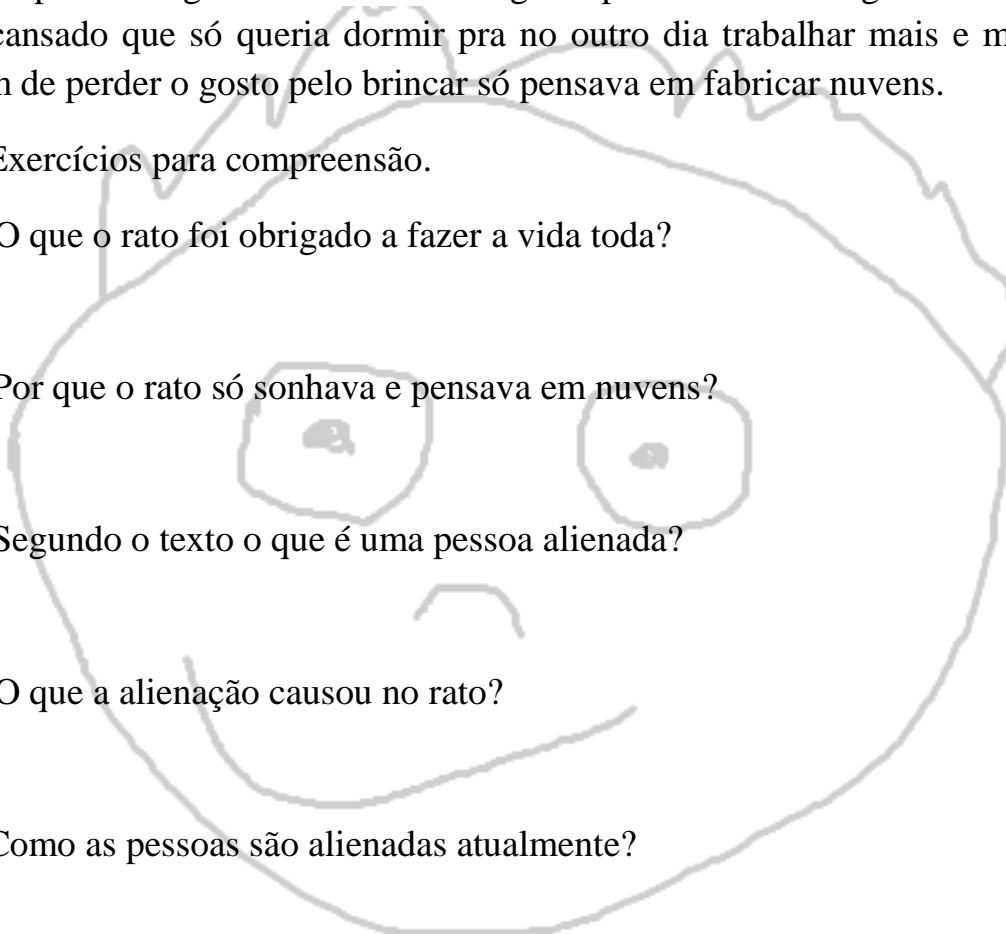 cansado que só queria dormir pra no outro dia trabalhar mais e m
de perder o gosto pelo brincar só pensava em fabricar nuvens.
Exercícios para compreensão.
O que o rato foi obrigado a fazer a vida toda?
Por que o rato só sonhava e pensava em nuvens?
Segundo o texto o que é uma pessoa alienada?
O que a alienação causou no rato?
Como as pessoas são alienadas atualmente?